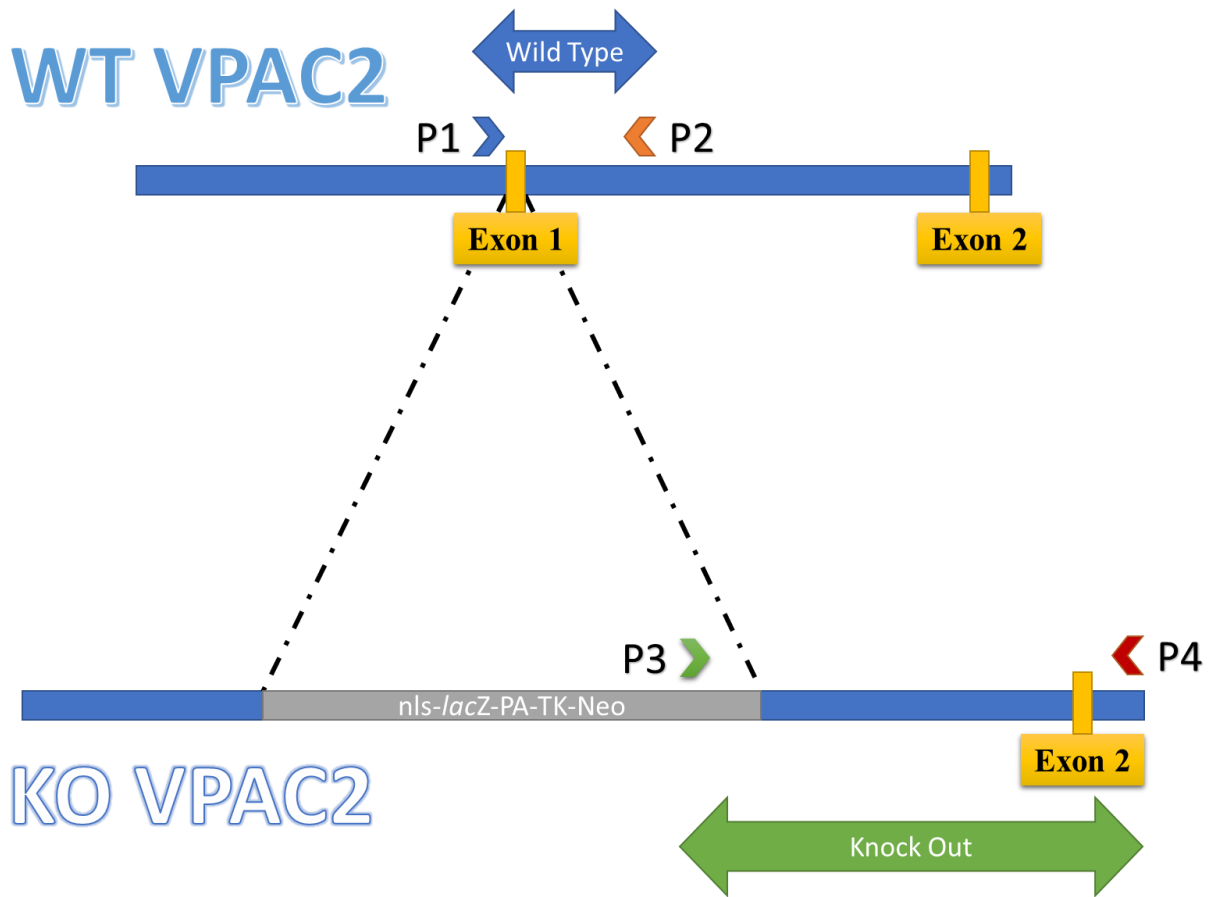 WT VPAC2
Wild Type
P1
P2
Exon 1
Exon 2
P3
P4
nls-lacZ-PA-TK-Neo
Exon 2
KO VPAC2
Knock Out